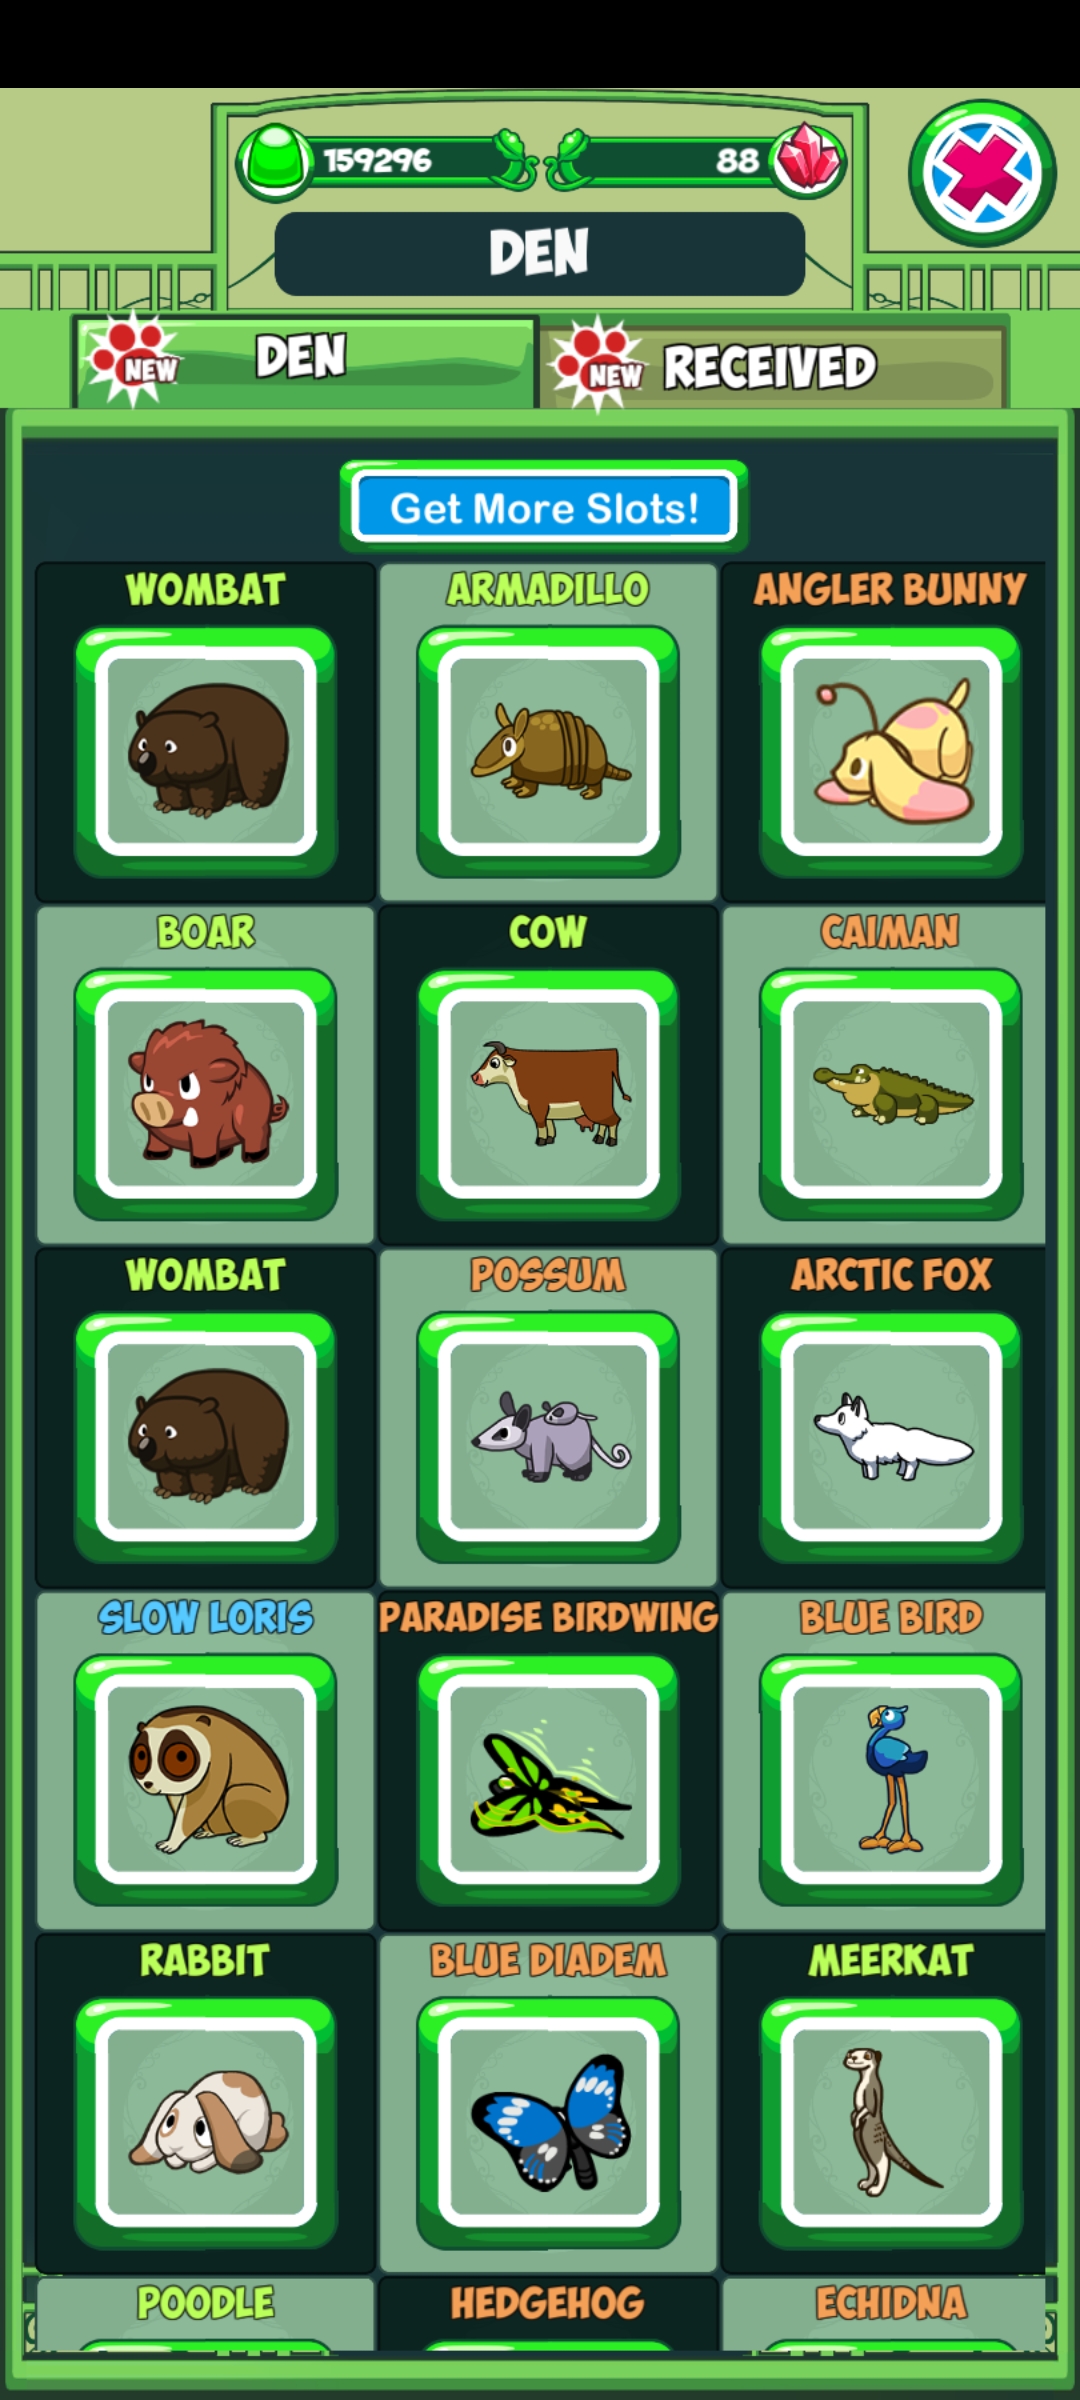 159296
88
DEN
NEW
DEN
NEW
RECEIVED
Get More Slots!
WOMBAT
ARMADILLO
ANGLER BUNNY
BOAR
COW
CAIMAN
WOMBAT
POSSUM
ARCTIC FOX
SLOW LORIS
PARADISE BIRDWING
BLUE BIRD
RABBIT
BLUE DIADEM
MEERKAT
POODLE
HEDGEHOG
ECHIDNA